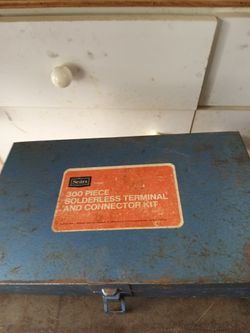 Sears
300 PIECE
SOLDERLESS TERMINAL
AND CONNECTOR KIT